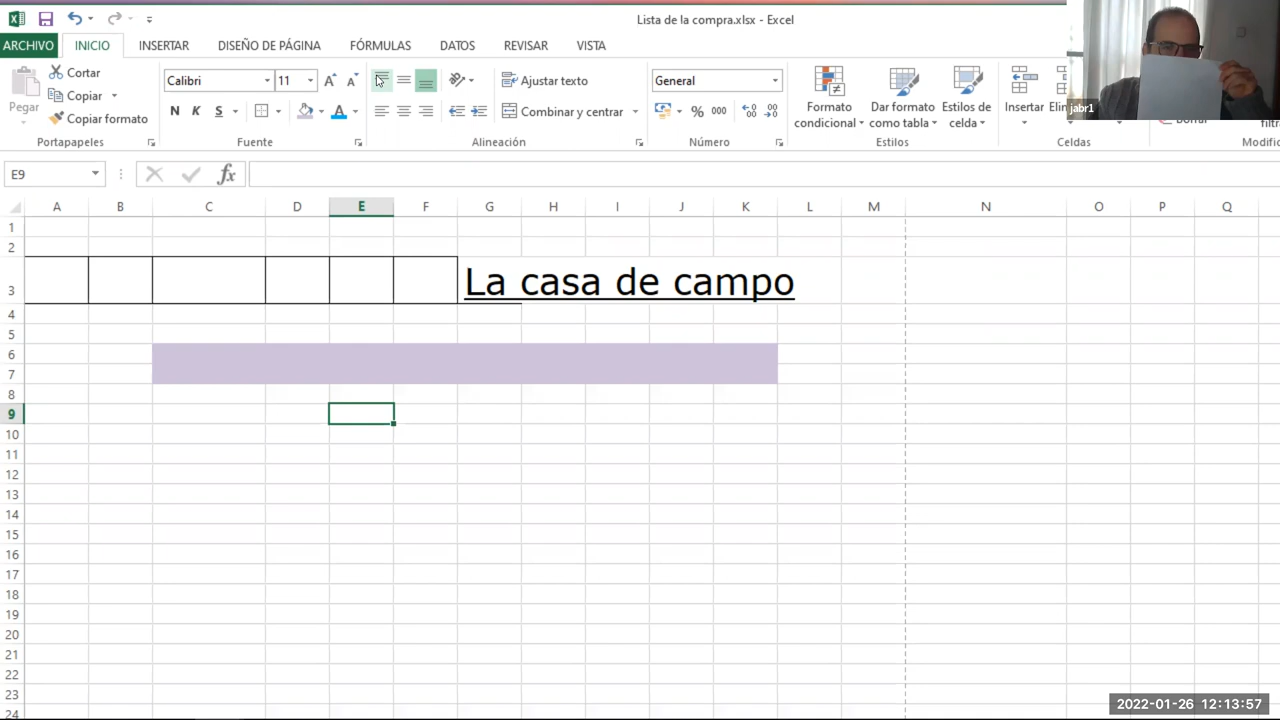 Lista de la compra.xlsx - Excel
ARCHIVO INICIO INSERTAR DISEÑO DE PÁGINA FÓRMULAS DATOS REVISAR VISTA
Pegar
Cortar
Copiar
Copiar formato
Portapapeles
Calibri 11
N K S A
Fuente
Ajustar texto
Combinar y centrar
Alineación
General
% 000
Número
Formato condicional
Dar formato como tabla
Estilos de celda
Estilos
Insertar
Celdas
jabr1
E9 fx
A B C D E F G H I J K L M N O P Q
1
2
3 La casa de campo
4
5
6
7
8
9
10
11
12
13
14
15
16
17
18
19
20
21
22
23
24
2022-01-26 12:13:57